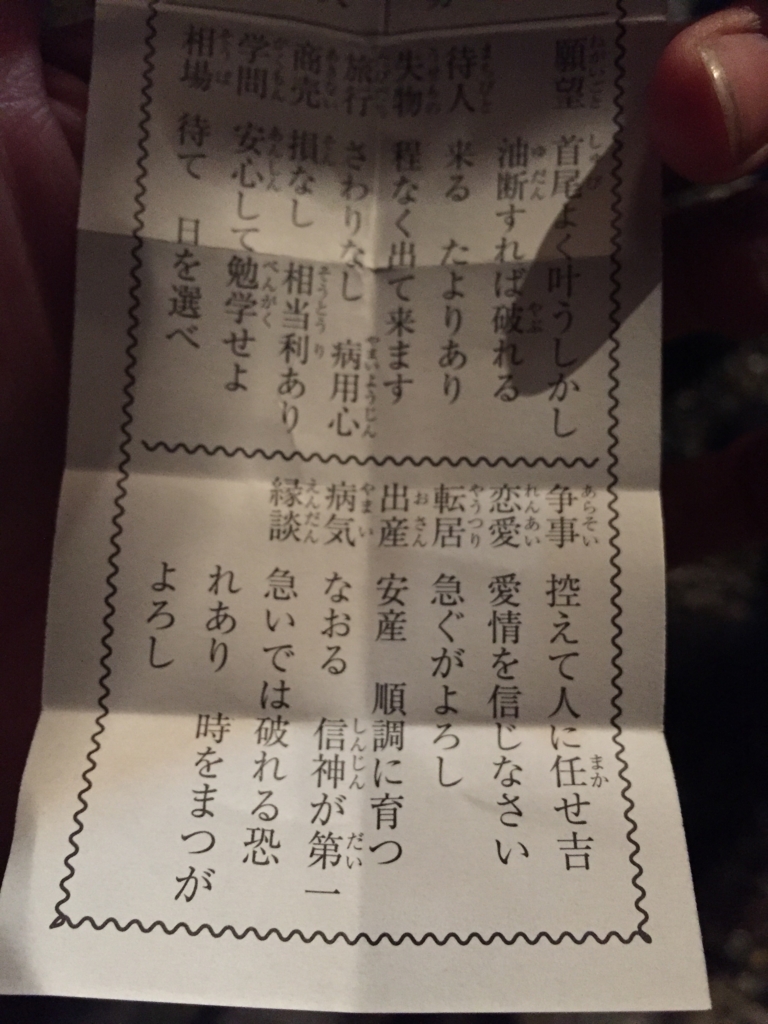 願望 首尾よく叶うしかし
油断すれば破れる
待人 来る たよりあり
失物 程なく出て来ます
旅行 さわりなし 病用心
商売 損なし 相当利あり
学問 安心して勉学せよ
相場 待て 日を選べ
争事 控えて人に任せ吉
恋愛 愛情を信じなさい
転居 急ぐがよろし
出産 安産 順調に育つ
病気 なおる 信神が第一
縁談 急いでは破れる恐
れあり 時をまつが
よろし